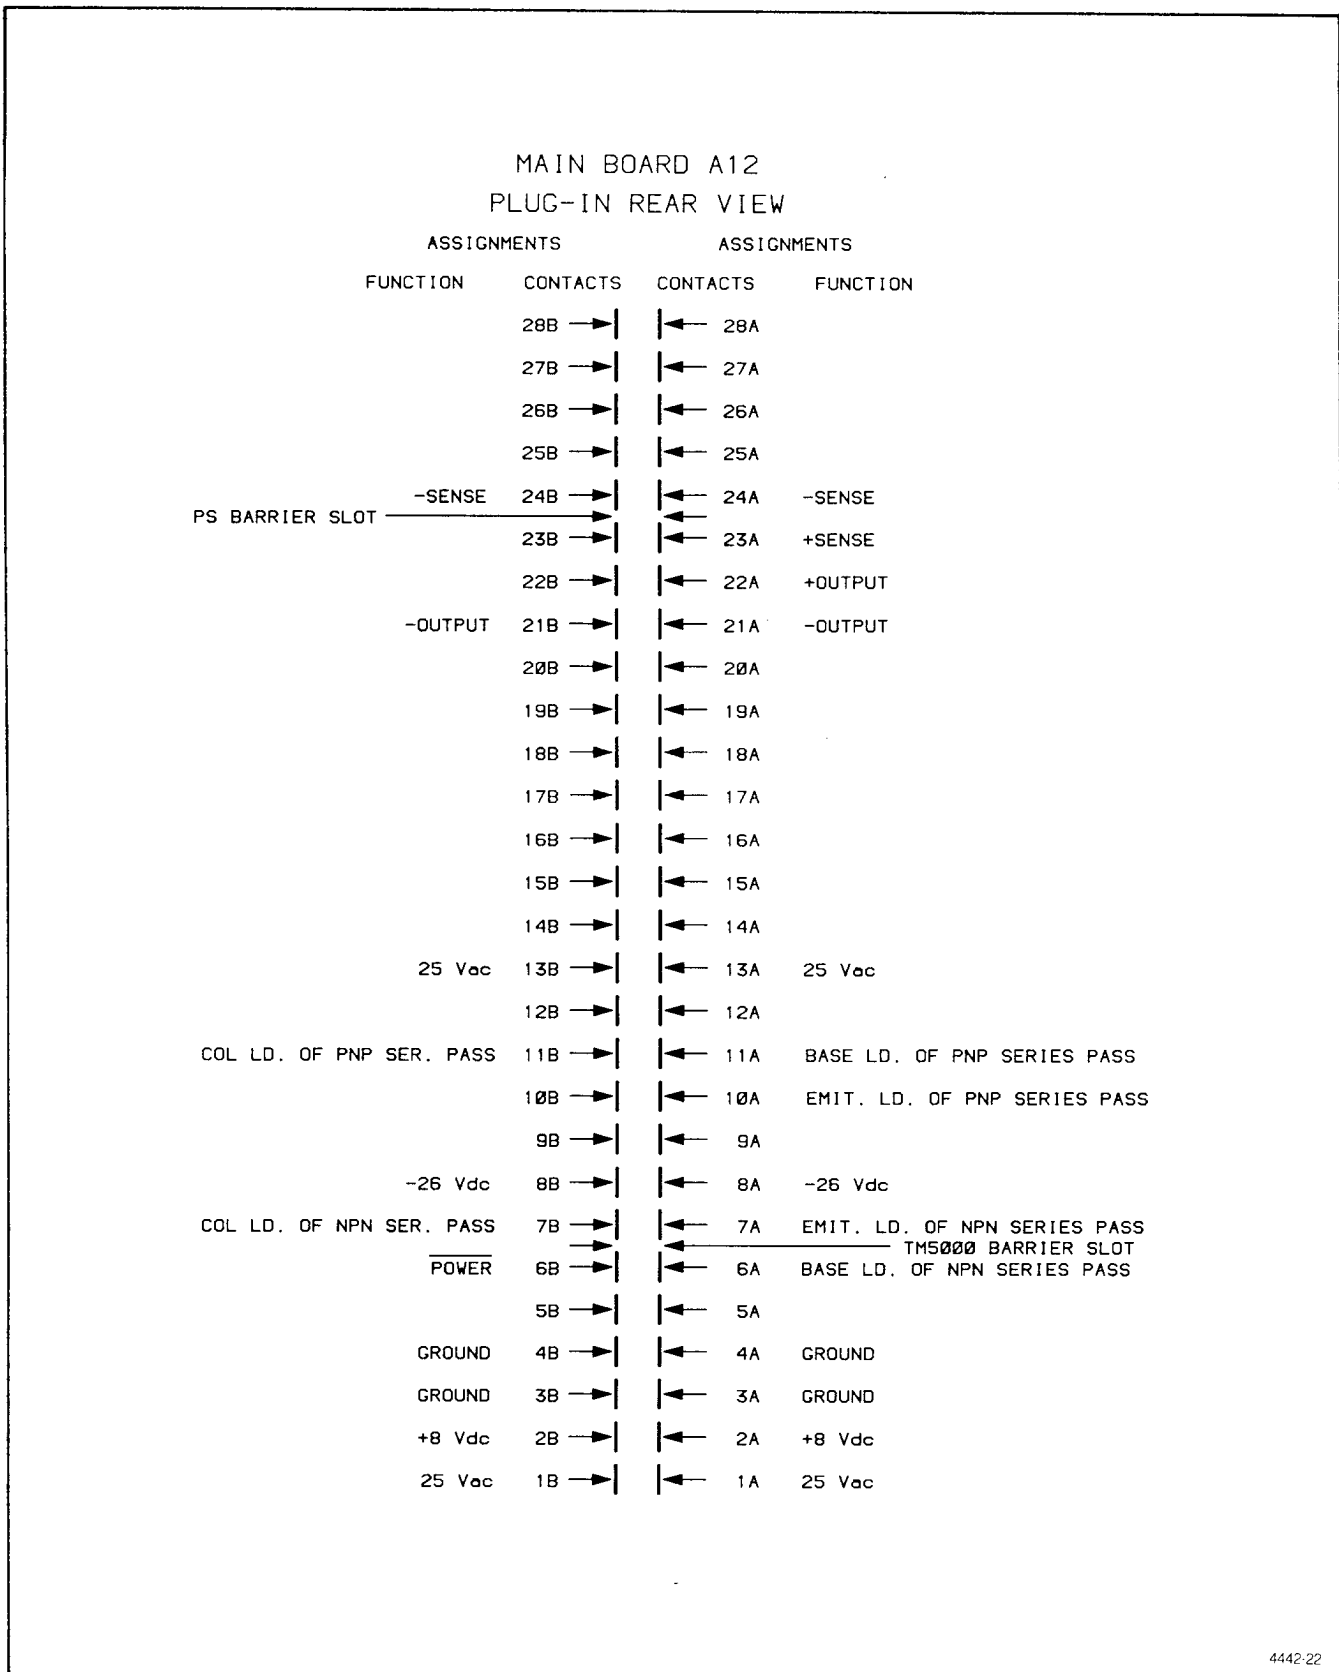 MAIN BOARD A12
PLUG-IN REAR VIEW
ASSIGNMENTS ASSIGNMENTS
FUNCTION CONTACTS CONTACTS FUNCTION
28B 28A
27B 27A
26B 26A
25B 25A
-SENSE 24B 24A -SENSE
PS BARRIER SLOT
23B 23A +SENSE
22B 22A +OUTPUT
-OUTPUT 21B 21A -OUTPUT
20B 20A
19B 19A
18B 18A
17B 17A
16B 16A
15B 15A
14B 14A
25 Vac 13B 13A 25 Vac
12B 12A
COL LD. OF PNP SER. PASS 11B 11A BASE LD. OF PNP SERIES PASS
10B 10A EMIT. LD. OF PNP SERIES PASS
9B 9A
-26 Vdc 8B 8A -26 Vdc
COL LD. OF NPN SER. PASS 7B 7A EMIT. LD. OF NPN SERIES PASS
TM5000 BARRIER SLOT
POWER 6B 6A BASE LD. OF NPN SERIES PASS
5B 5A
GROUND 4B 4A GROUND
GROUND 3B 3A GROUND
+8 Vdc 2B 2A +8 Vdc
25 Vac 1B 1A 25 Vac
4442-22